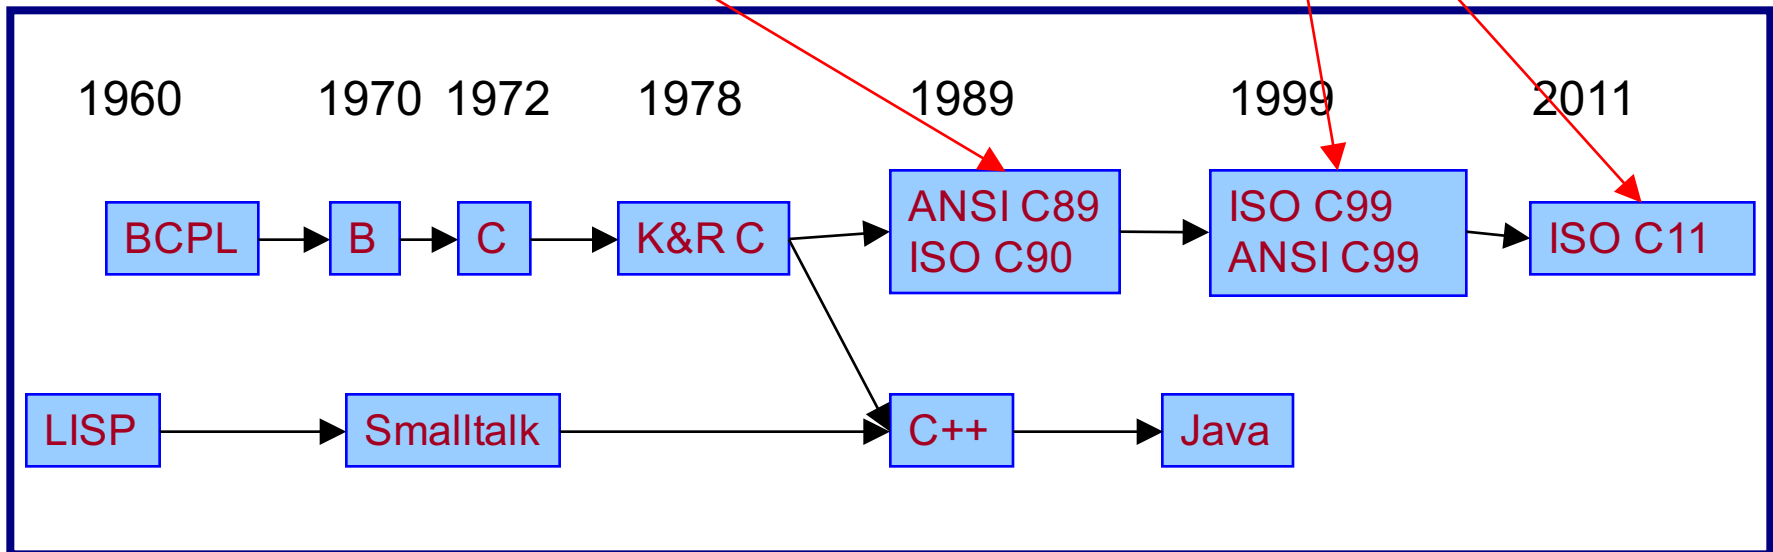 1960 1970 1972 1978 1989 1999 2011
BCPL B C K&R C ANSI C89 ISO C99 ISO C11
ISO C90 ANSI C99
LISP Smalltalk C++ Java